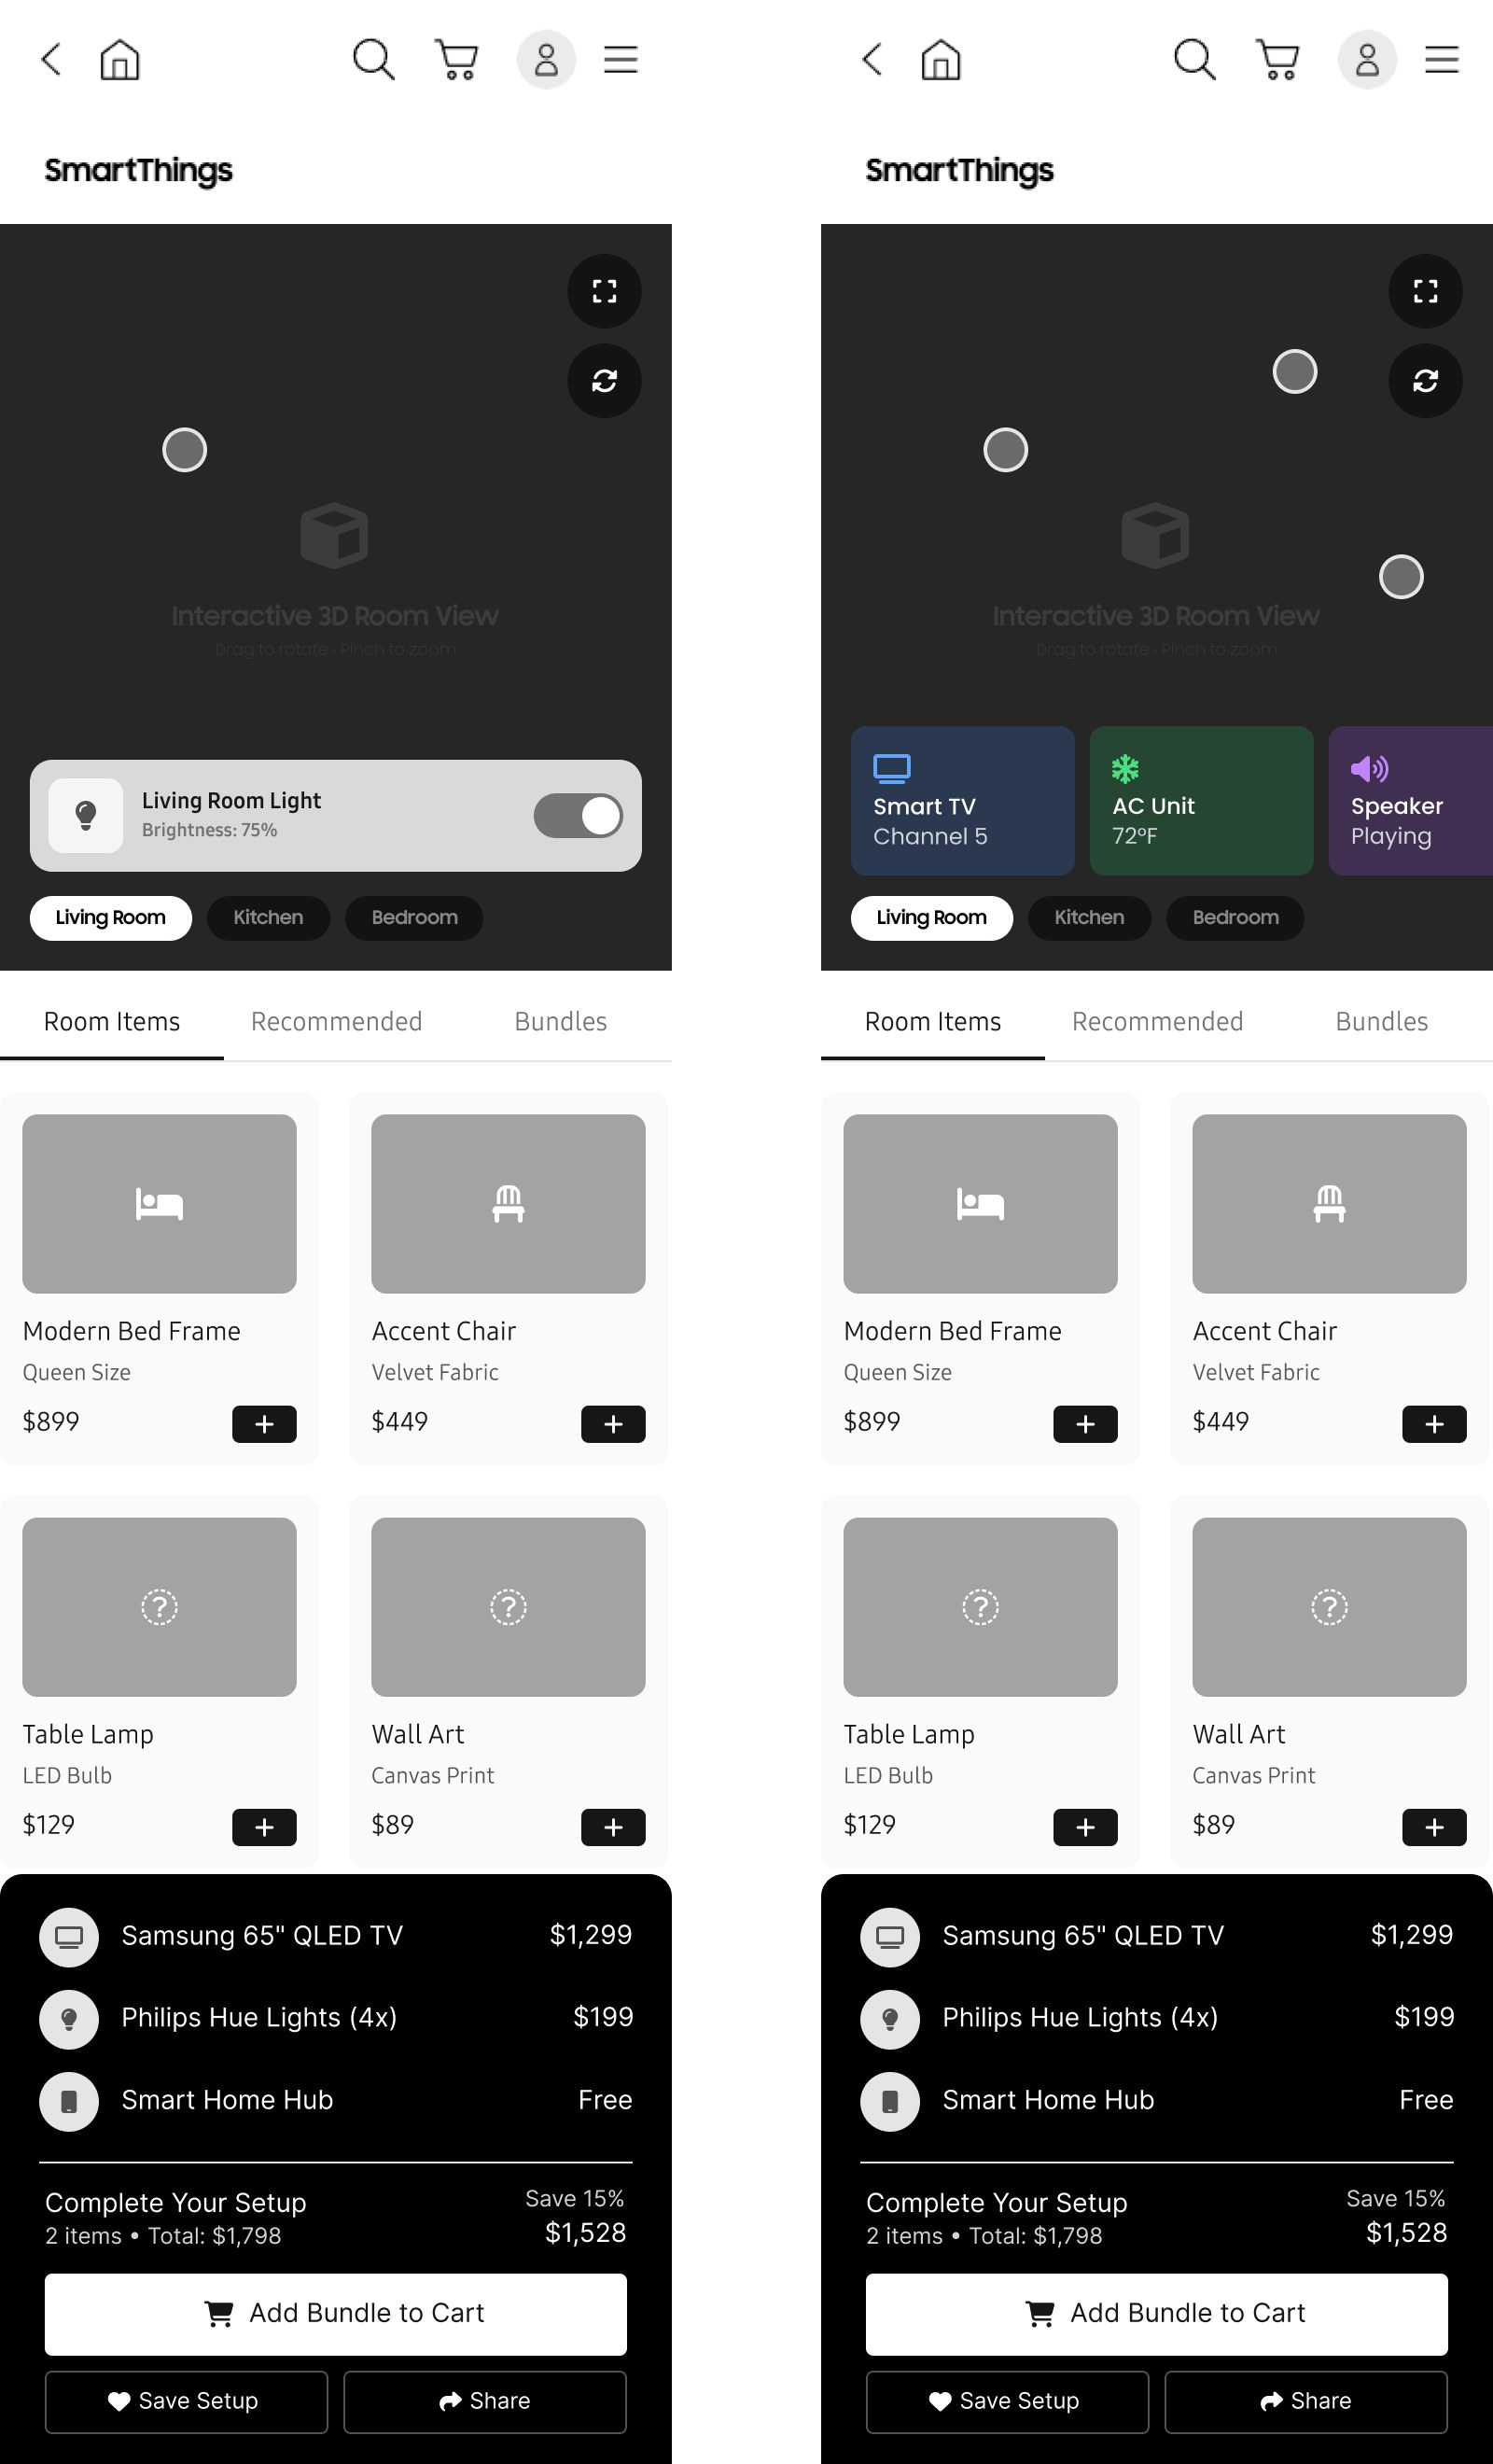 SmartThings
Interactive 3D Room View
Drag to rotate • Pinch to zoom
Living Room Light
Brightness: 75%
Living Room Kitchen Bedroom
Room Items Recommended Bundles
Modern Bed Frame Accent Chair
Queen Size Velvet Fabric
$899 + $449 +
? ?
Table Lamp Wall Art
LED Bulb Canvas Print
$129 + $89 +
Samsung 65" QLED TV $1,299
Philips Hue Lights (4x) $199
Smart Home Hub Free
Complete Your Setup Save 15%
2 items • Total: $1,798 $1,528
Add Bundle to Cart
Save Setup Share
SmartThings
Interactive 3D Room View
Drag to rotate • Pinch to zoom
Smart TV AC Unit Speaker
Channel 5 72°F Playing
Living Room Kitchen Bedroom
Room Items Recommended Bundles
Modern Bed Frame Accent Chair
Queen Size Velvet Fabric
$899 + $449 +
? ?
Table Lamp Wall Art
LED Bulb Canvas Print
$129 + $89 +
Samsung 65" QLED TV $1,299
Philips Hue Lights (4x) $199
Smart Home Hub Free
Complete Your Setup Save 15%
2 items • Total: $1,798 $1,528
Add Bundle to Cart
Save Setup Share